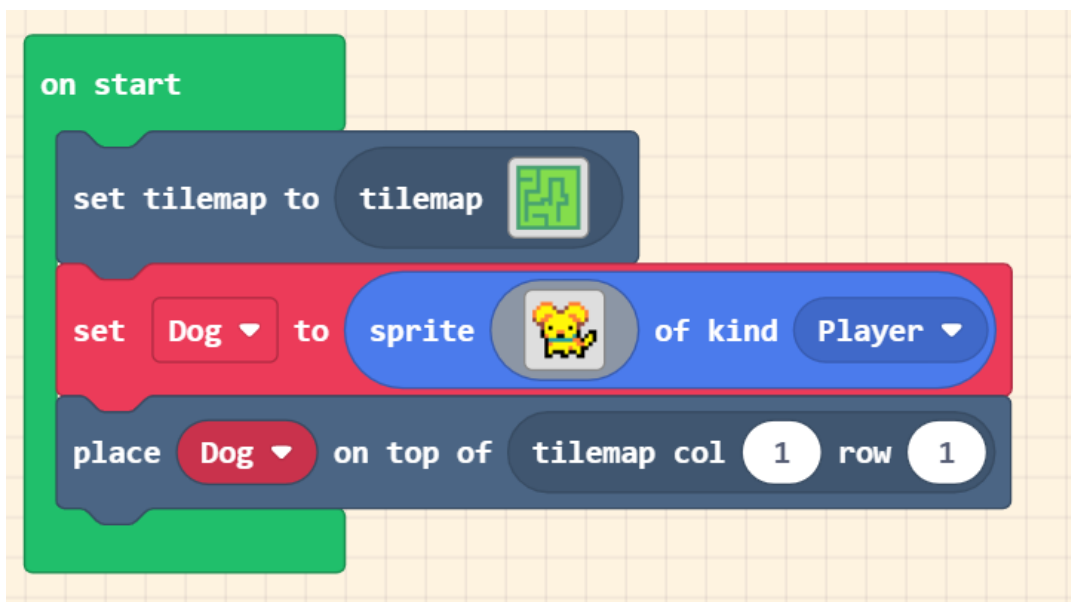 on start
set tilemap to tilemap
set Dog to sprite of kind Player
place Dog on top of tilemap col 1 row 1